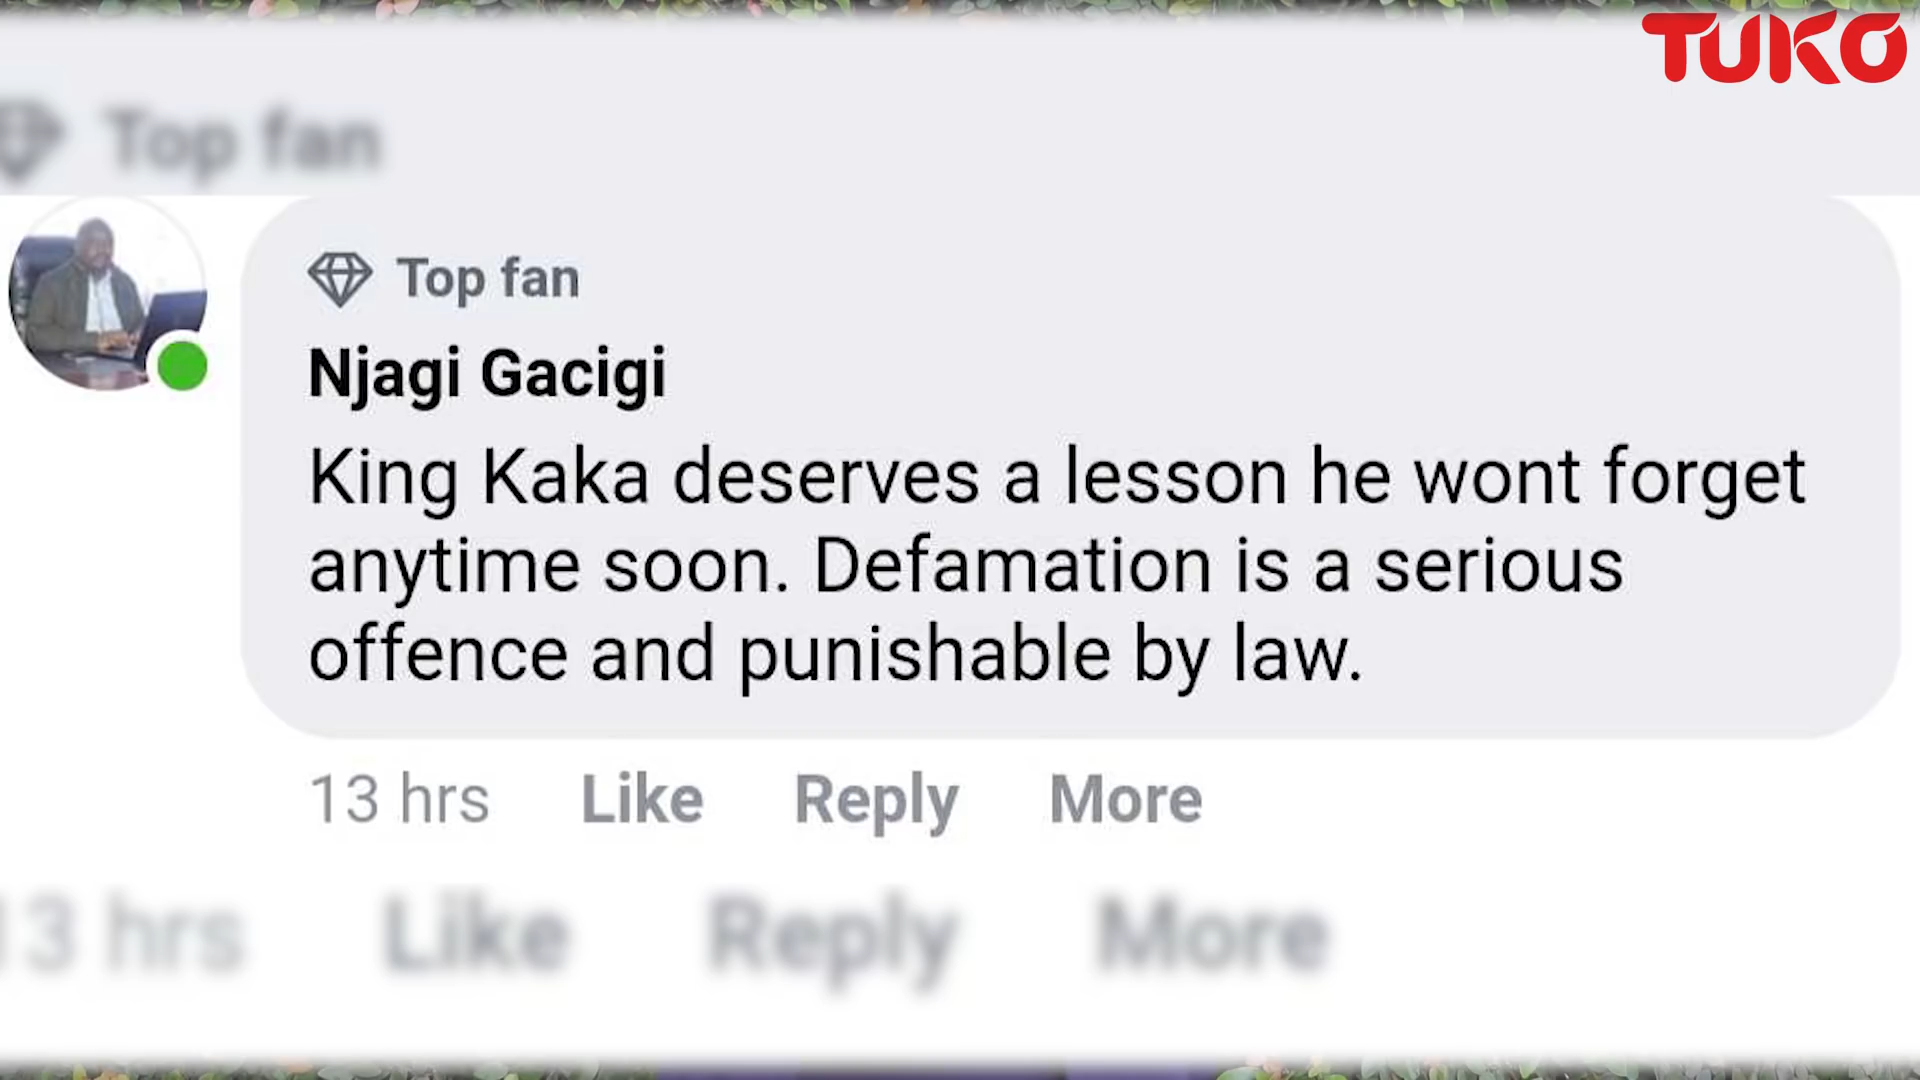 TUKO
Top fan
Top fan
Njagi Gacigi
King Kaka deserves a lesson he wont forget
anytime soon. Defamation is a serious
offence and punishable by law.
13 hrs Like Reply More
13 hrs Like Reply More